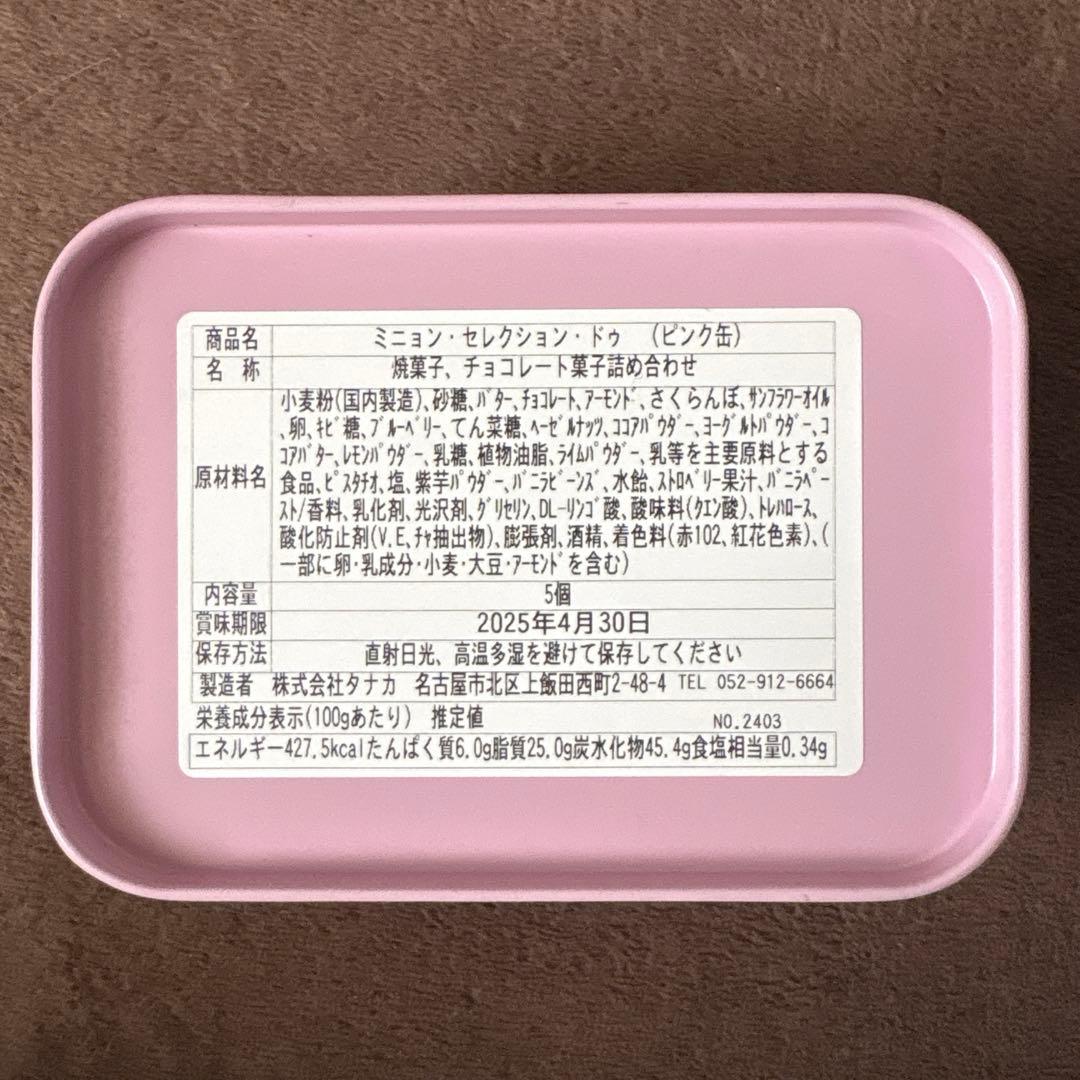 商品名 ミニョン・セレクション・ドゥ （ピンク缶）
名 称 焼菓子、チョコレート菓子詰め合わせ
原材料名
小麦粉(国内製造)、砂糖、ﾊﾞﾀｰ、ﾁｮｺﾚｰﾄ、ｱｰﾓﾝﾄﾞ、さくらんぼ、ｻﾝﾌﾗﾜｰｵｲﾙ
、卵、ｷﾋﾞ糖、ﾌﾞﾙｰﾍﾞﾘｰ、てん菜糖、ﾍｰｾﾞﾙﾅｯﾂ、ｺｺｱﾊﾟｳﾀﾞｰ、ﾖｰｸﾞﾙﾄﾊﾟｳﾀﾞｰ、ｺ
ｺｱﾊﾞﾀｰ、ﾚﾓﾝﾊﾟｳﾀﾞｰ、乳糖、植物油脂、ﾗｲﾑﾊﾟｳﾀﾞｰ、乳等を主要原料とする
食品、ﾋﾟｽﾀﾁｵ、塩、紫芋ﾊﾟｳﾀﾞｰ、ﾊﾞﾆﾗﾋﾞｰﾝｽﾞ、水飴、ｽﾄﾛﾍﾞﾘｰ果汁、ﾊﾞﾆﾗﾍﾟｰ
ｽﾄ/香料、乳化剤、光沢剤、ｸﾞﾘｾﾘﾝ、DL-ﾘﾝｺﾞ酸、酸味料(ｸｴﾝ酸)、ﾄﾚﾊﾛｰｽ、
酸化防止剤(V.E、ﾁｬ抽出物)、膨張剤、酒精、着色料(赤102、紅花色素)、(
一部に卵･乳成分･小麦･大豆･ｱｰﾓﾝﾄﾞを含む)
内容量 5個
賞味期限 2025年4月30日
保存方法 直射日光、高温多湿を避けて保存してください
製造者 株式会社タナカ 名古屋市北区上飯田西町2-48-4 TEL 052-912-6664
栄養成分表示(100gあたり) 推定値 NO.2403
エネルギー427.5kcalたんぱく質6.0g脂質25.0g炭水化物45.4g食塩相当量0.34g